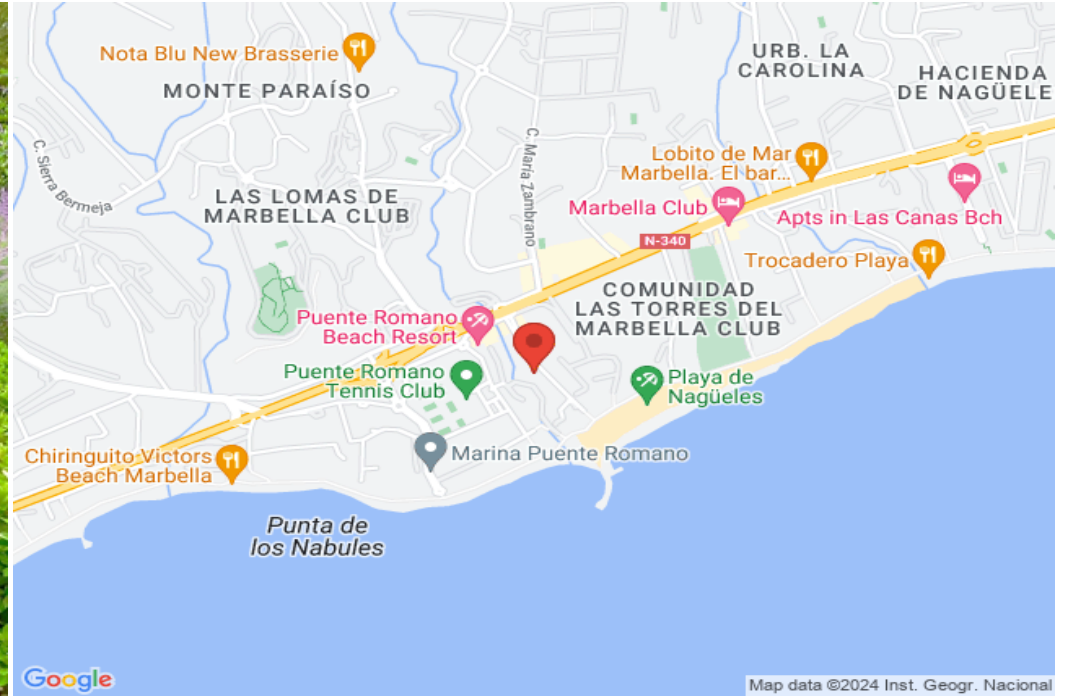 Nota Blu New Brasserie
MONTE PARAÍSO
URB. LA
CAROLINA
HACIENDA
DE NAGÜELE
C. Sierra Bermeja
C. María Zambrano
Lobito de Mar
Marbella. El bar...
LAS LOMAS DE
MARBELLA CLUB
Marbella Club
Apts in Las Canas Bch
N-340
Trocadero Playa
COMUNIDAD
LAS TORRES DEL
MARBELLA CLUB
Puente Romano
Beach Resort
Puente Romano
Tennis Club
Playa de
Nagüeles
Chiringuito Victors
Beach Marbella
Marina Puente Romano
Punta de
los Nabules
Google
Map data ©2024 Inst. Geogr. Nacional